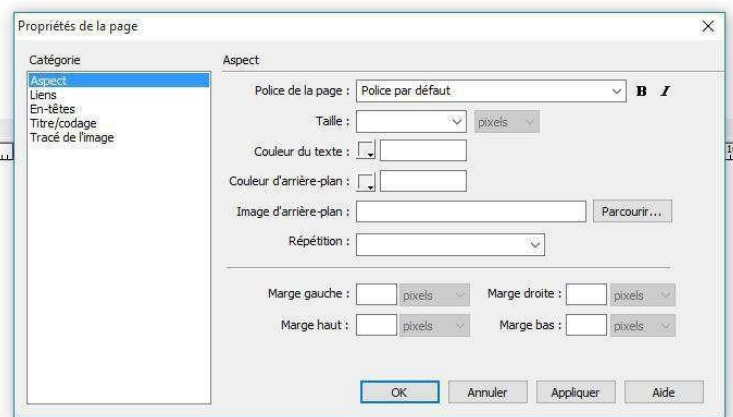 Propriétés de la page
Catégorie
Aspect
Liens
En-têtes
Titre/codage
Tracé de l'image
Aspect
Police de la page : Police par défaut B I
Taille : pixels
Couleur du texte :
Couleur d'arrière-plan :
Image d'arrière-plan : Parcourir...
Répétition :
Marge gauche : pixels Marge droite : pixels
Marge haut : pixels Marge bas : pixels
OK Annuler Appliquer Aide